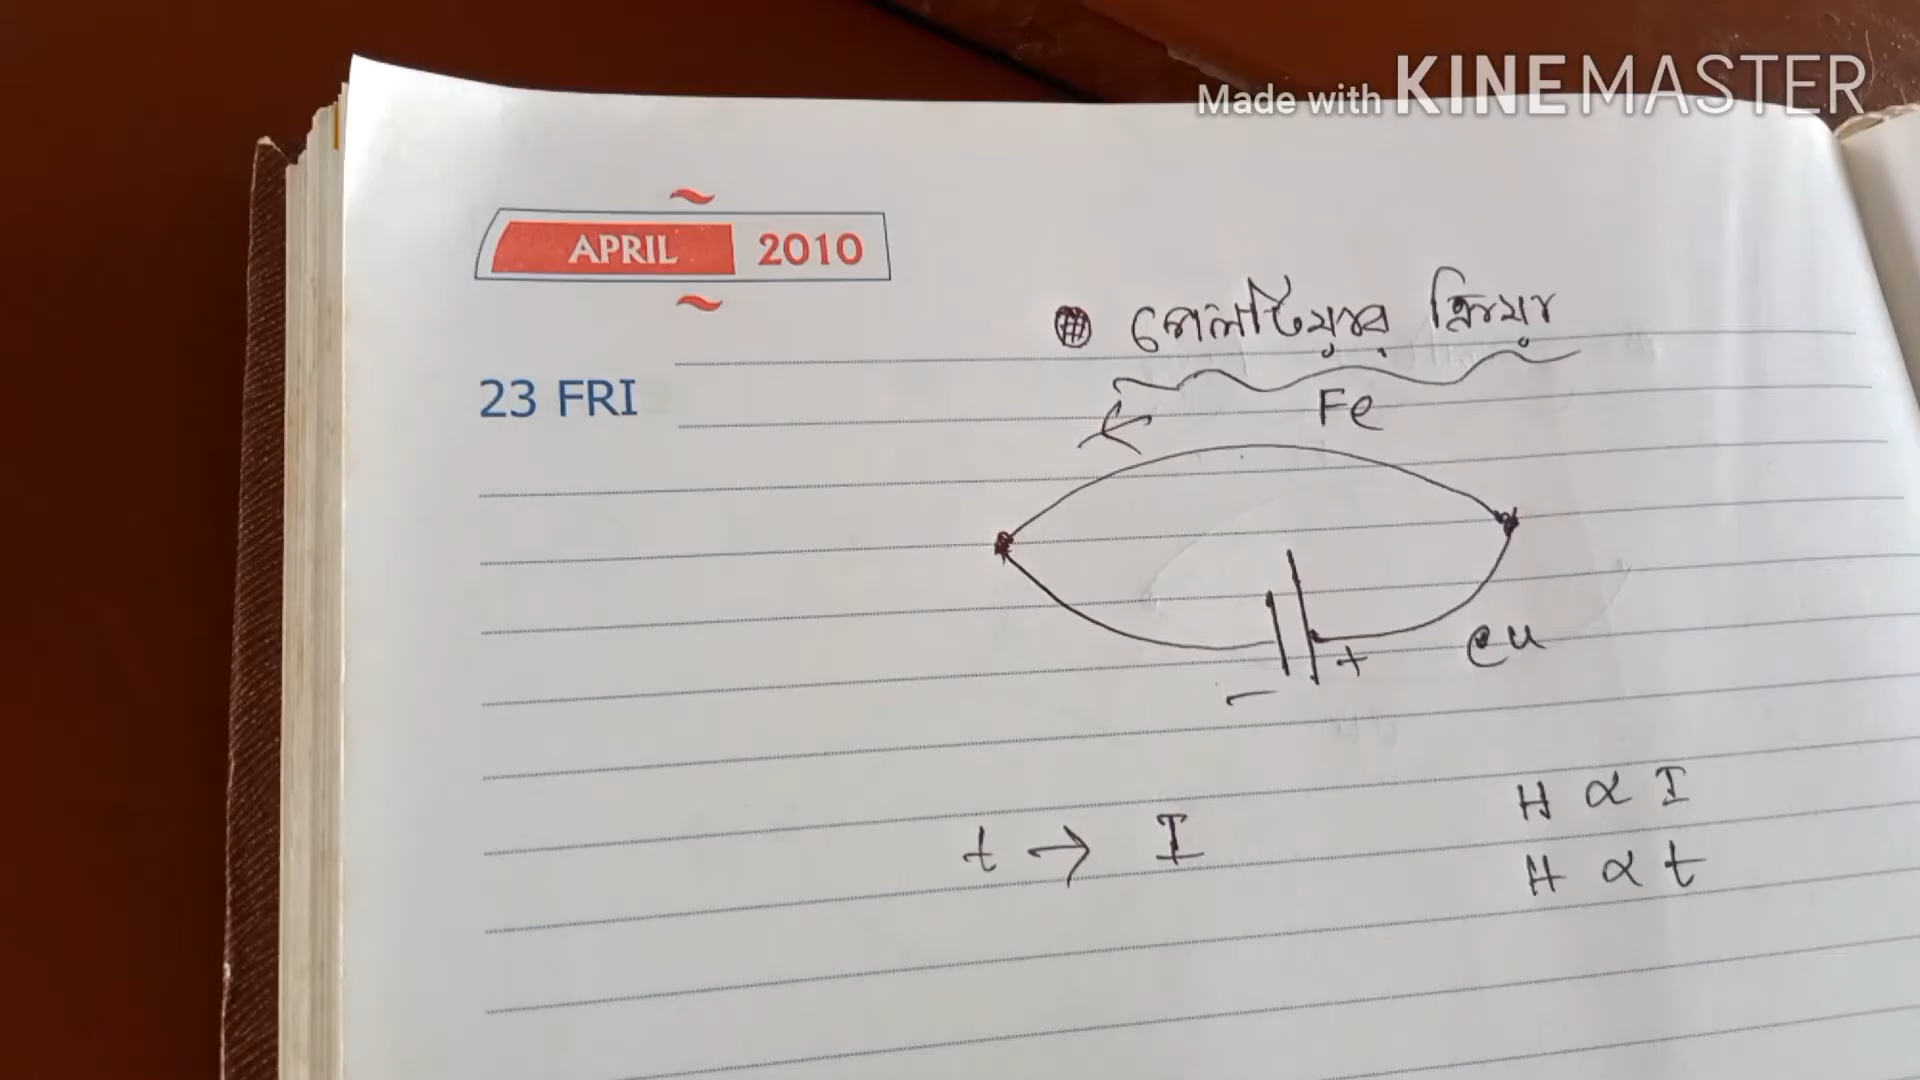 Made with KINEMASTER
APRIL 2010
23 FRI
পেলটিয়ার ক্রিয়া
Fe
Cu
+
−
t → I
H ∝ I
H ∝ t